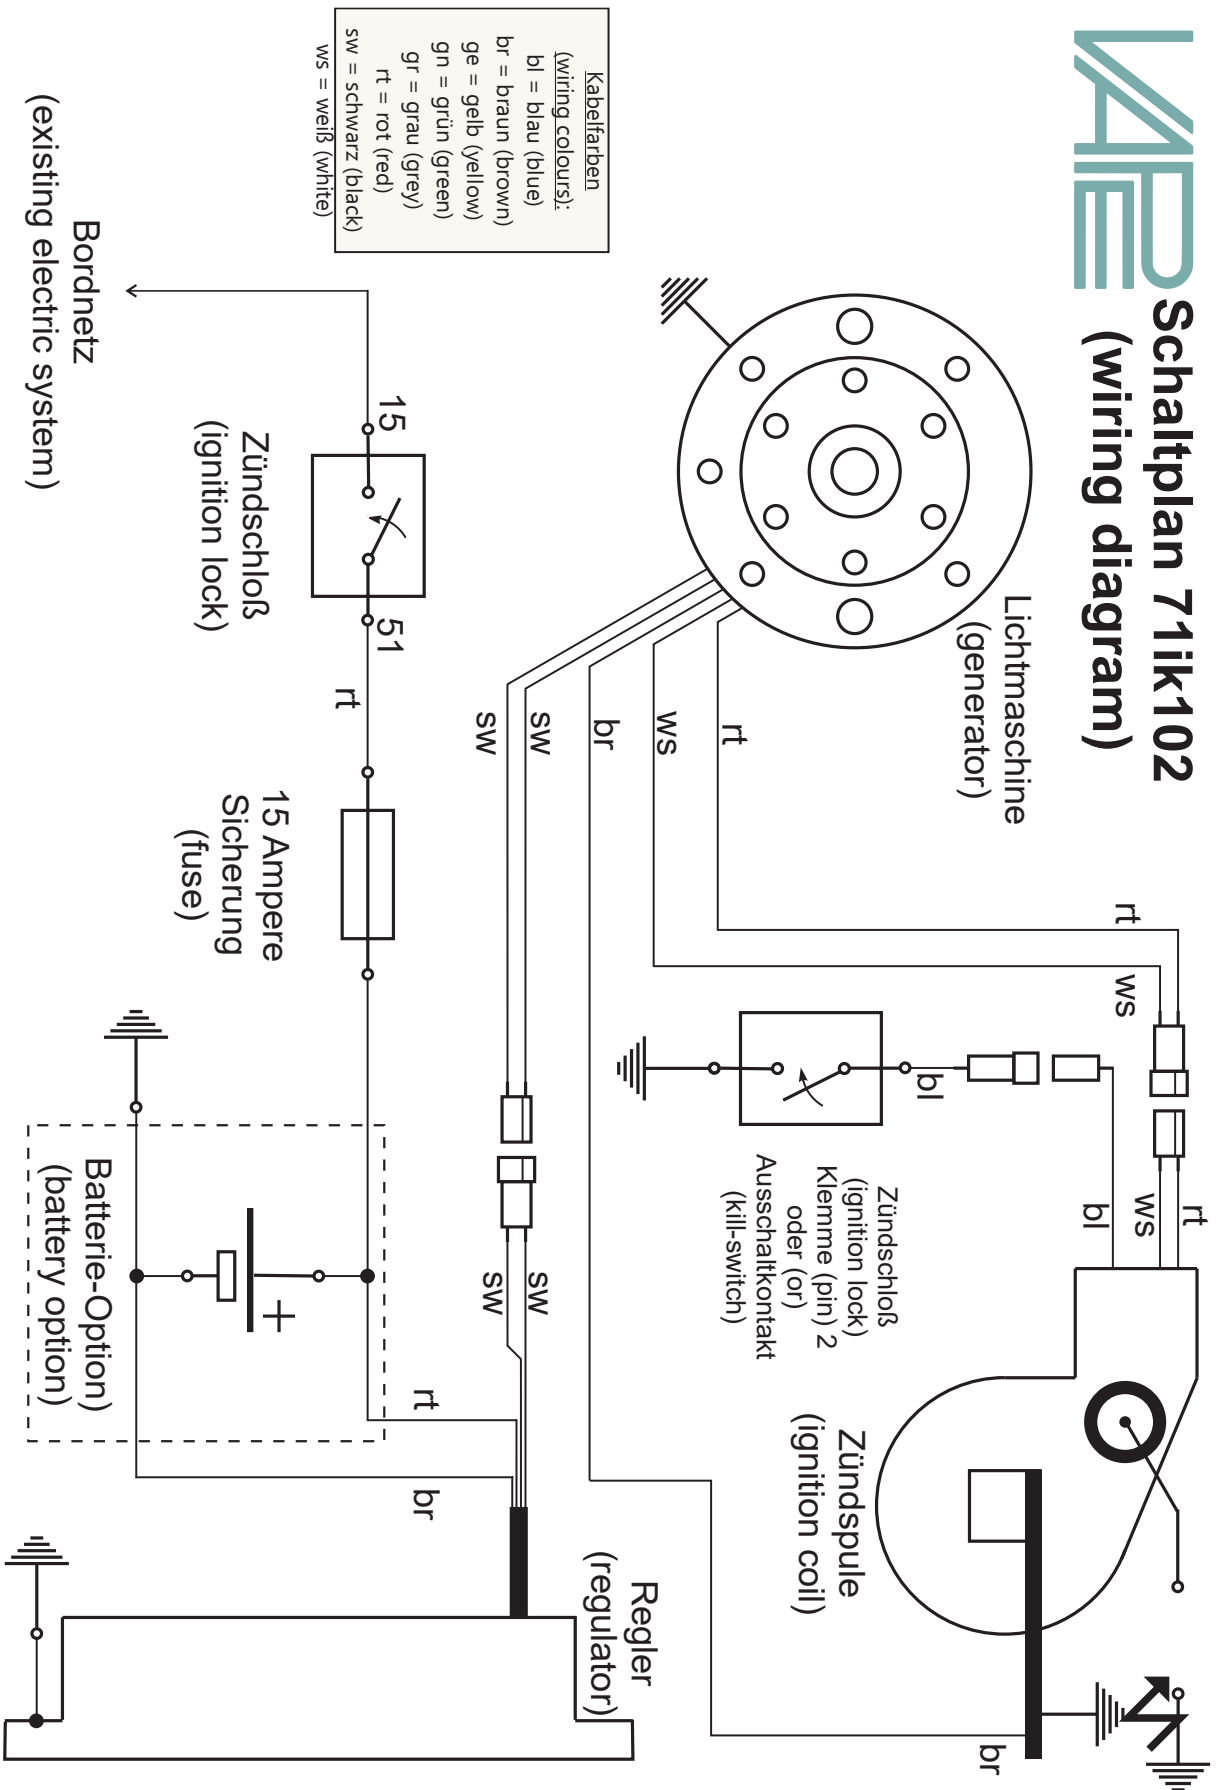 VAPE
Schaltplan 71ik102
(wiring diagram)
Lichtmaschine
(generator)
Kabelfarben
(wiring colours):
bl = blau (blue)
br = braun (brown)
ge = gelb (yellow)
gn = grün (green)
gr = grau (grey)
rt = rot (red)
sw = schwarz (black)
ws = weiß (white)
rt
ws
br
sw
sw
rt
ws
rt
ws
bl
bl
Zündschloß
(ignition lock)
Klemme (pin) 2
oder (or)
Ausschaltkontakt
(kill-switch)
Zündspule
(ignition coil)
br
sw
sw
15
51
Zündschloß
(ignition lock)
rt
15 Ampere
Sicherung
(fuse)
Bordnetz
(existing electric system)
+
Batterie-Option)
(battery option)
rt
br
Regler
(regulator)